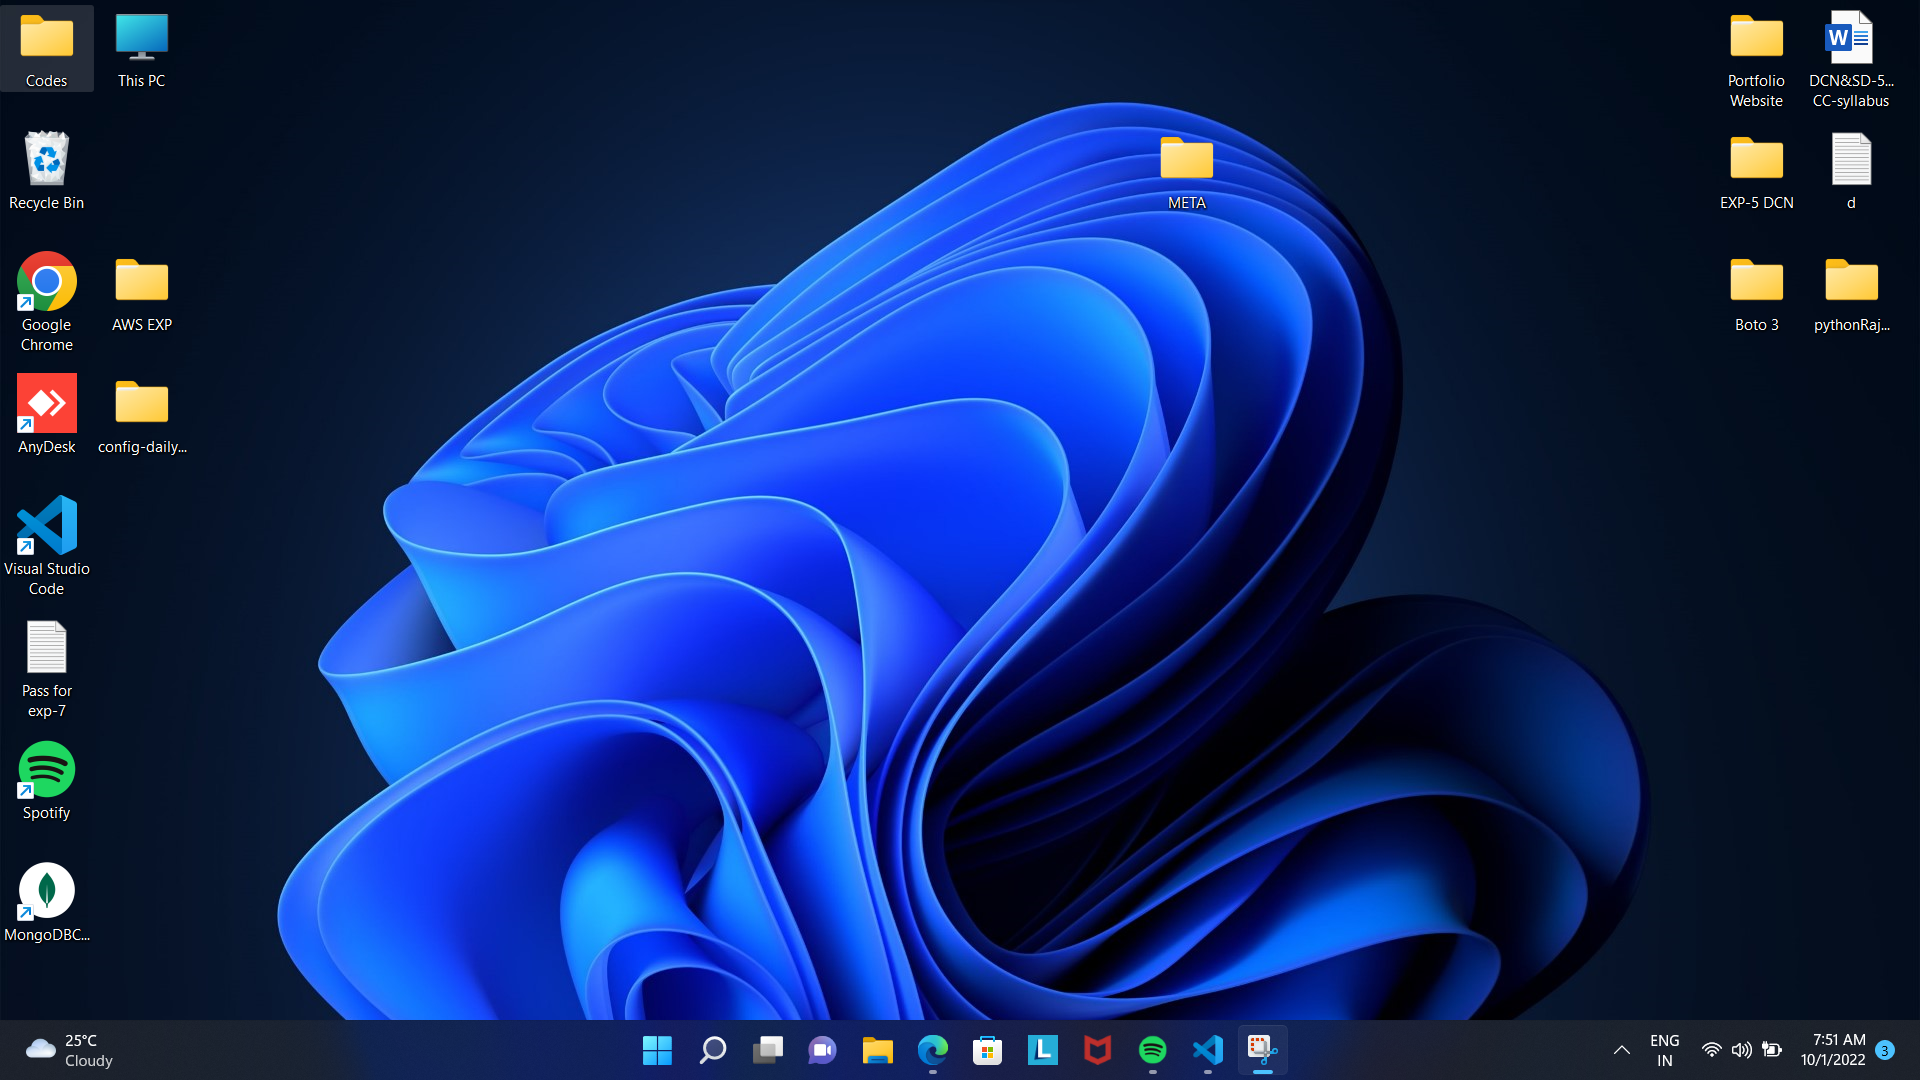 Codes
This PC
Recycle Bin
Google
Chrome
AWS EXP
AnyDesk
config-daily...
Visual Studio
Code
Pass for
exp-7
Spotify
MongoDBC...
META
Portfolio
Website
W
DCN&SD-5...
CC-syllabus
EXP-5 DCN
d
Boto 3
pythonRaj...
25°C
Cloudy
L
ENG
IN
7:51 AM
10/1/2022
3